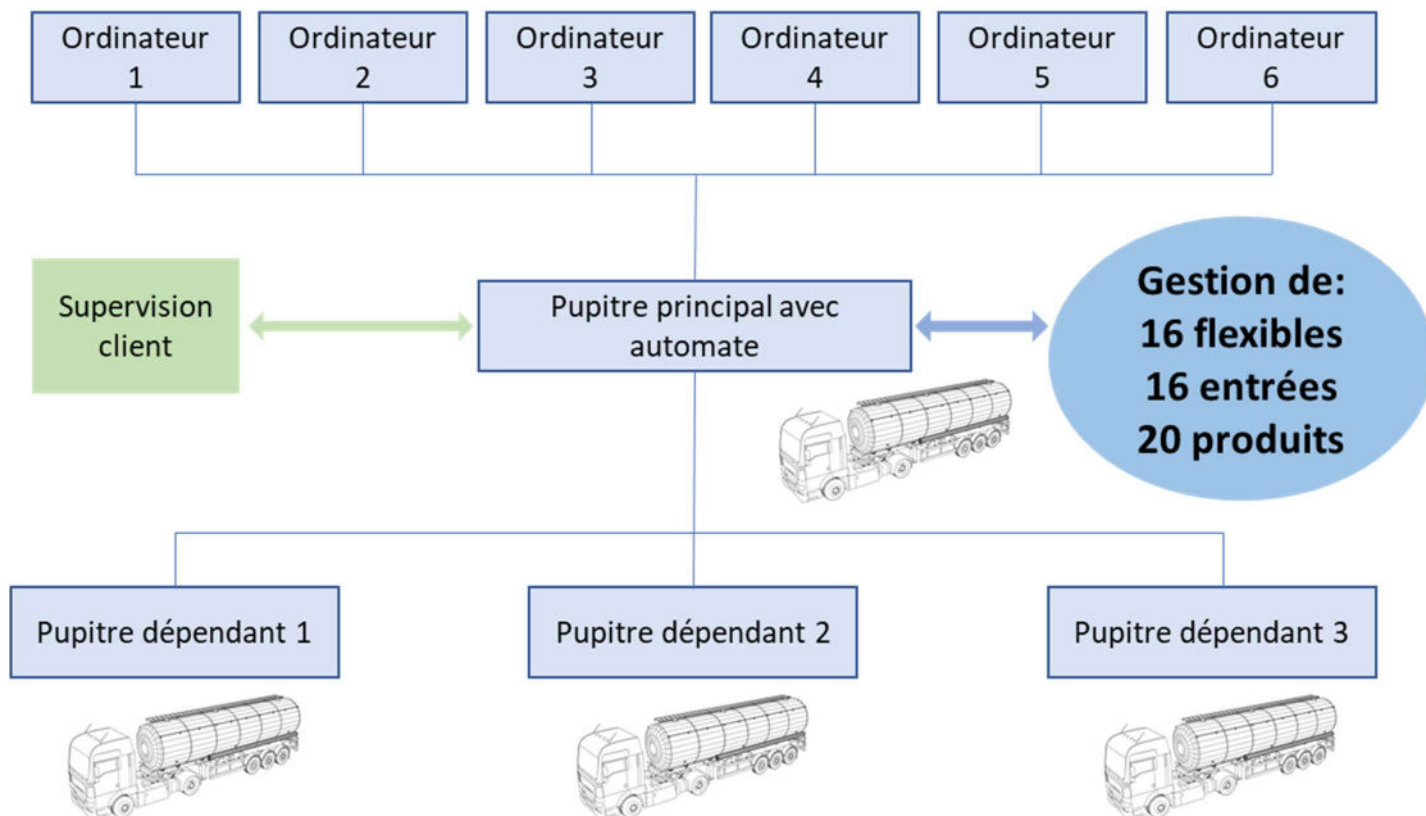 Ordinateur
1
Ordinateur
2
Ordinateur
3
Ordinateur
4
Ordinateur
5
Ordinateur
6
Supervision
client
Pupitre principal avec
automate
Gestion de:
16 flexibles
16 entrées
20 produits
Pupitre dépendant 1
Pupitre dépendant 2
Pupitre dépendant 3